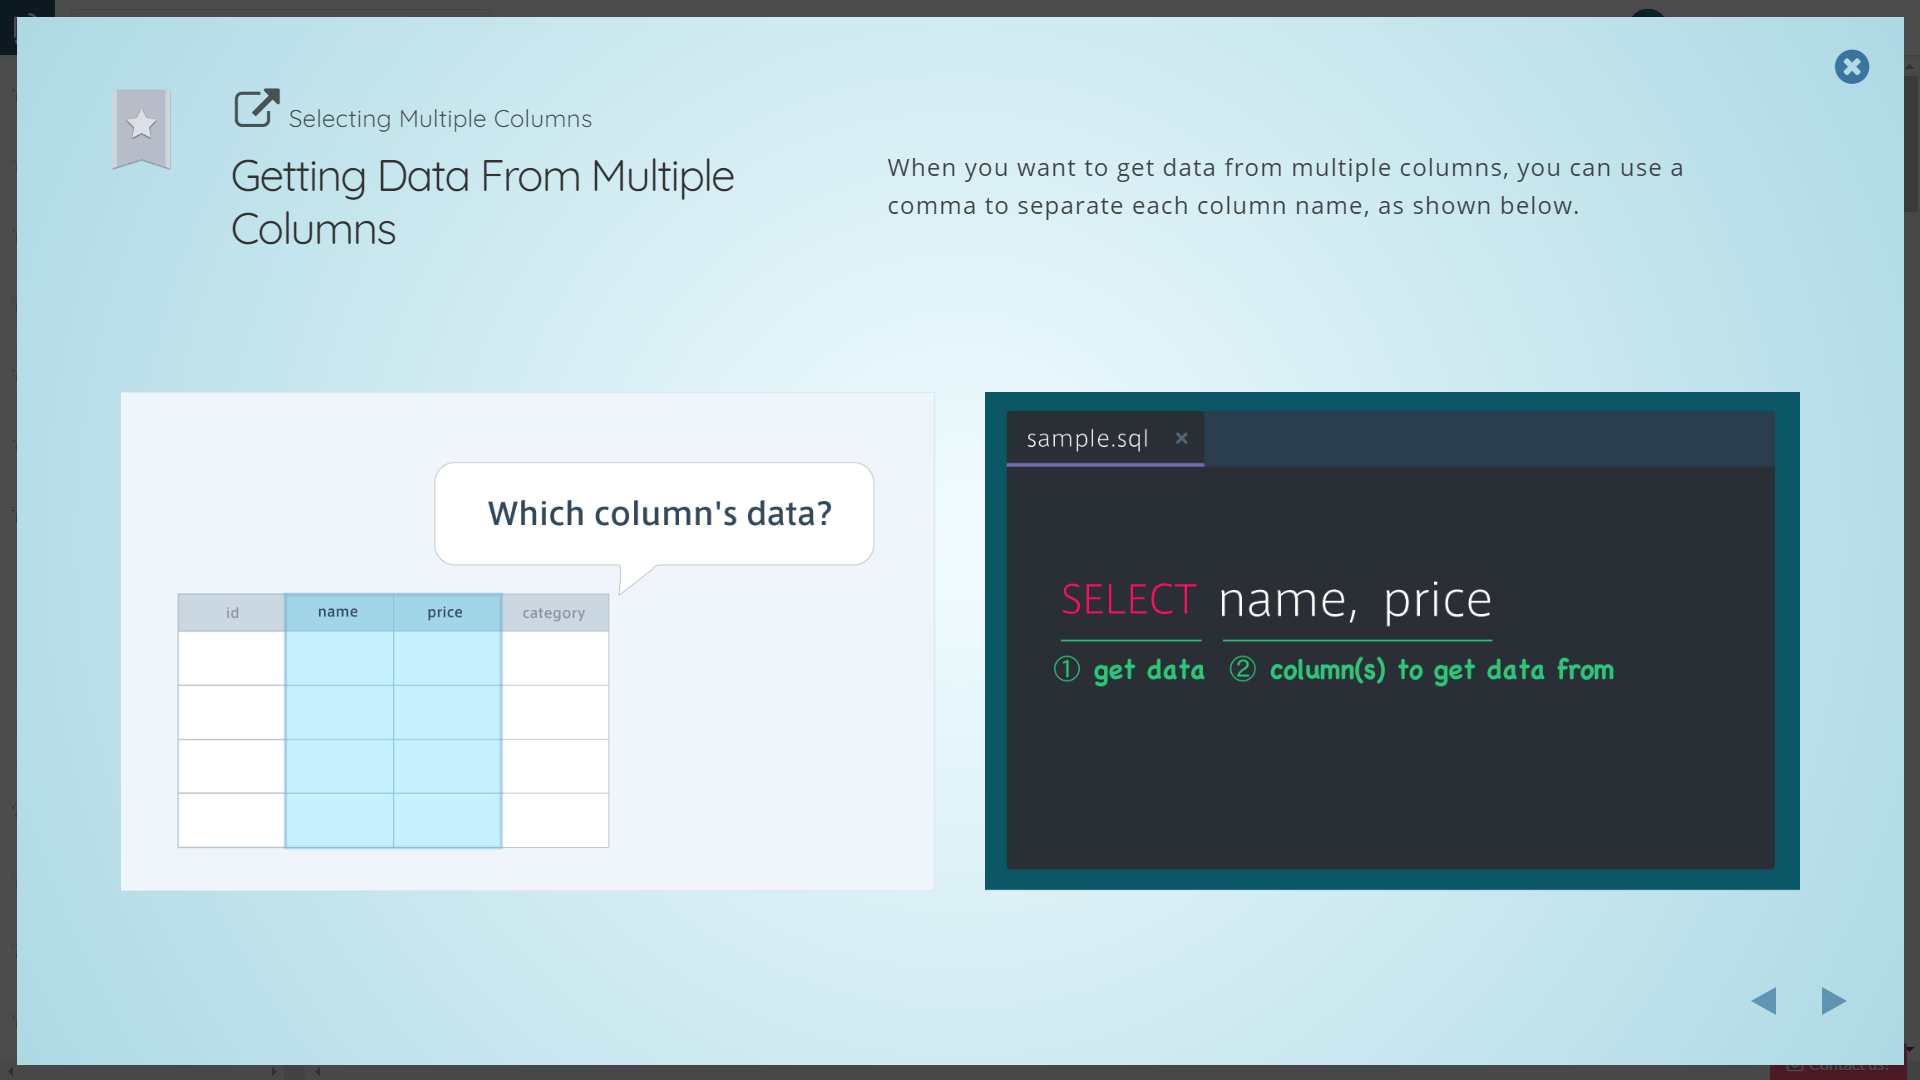 Selecting Multiple Columns
Getting Data From Multiple
Columns
When you want to get data from multiple columns, you can use a
comma to separate each column name, as shown below.
Which column's data?
id name price category
sample.sql ×
SELECT name, price
① get data ② column(s) to get data from
Contact us!